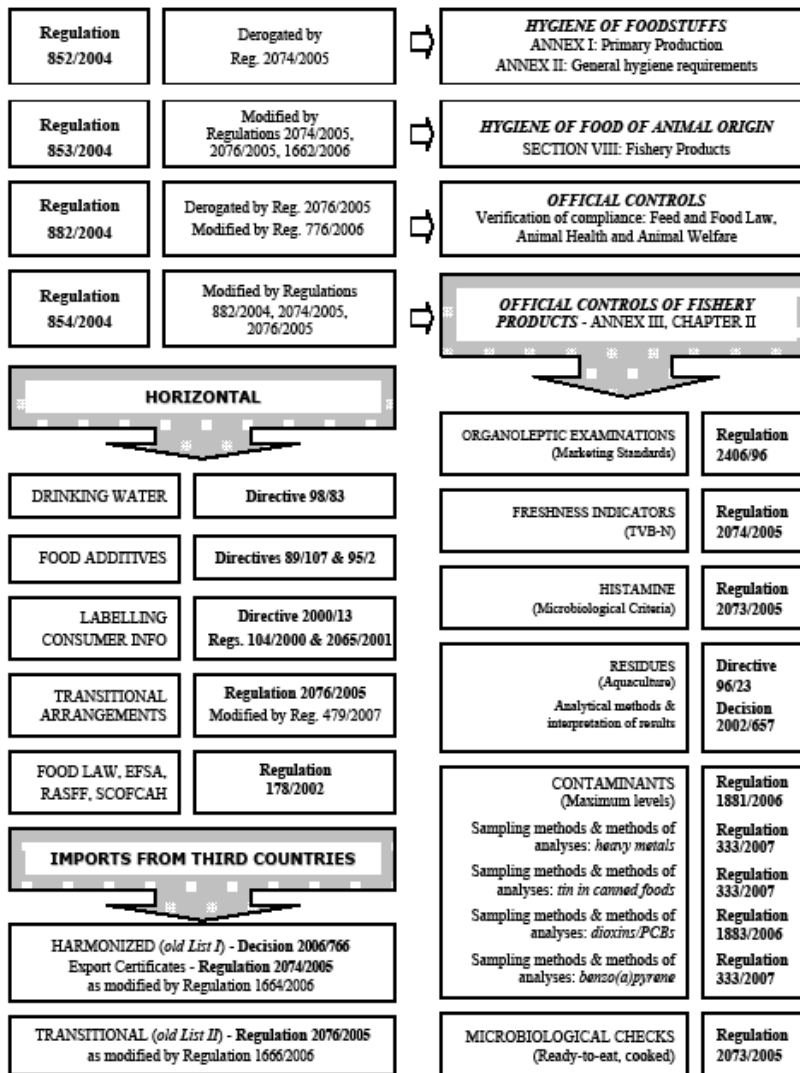 Regulation
852/2004
Derogated by
Reg. 2074/2005
HYGIENE OF FOODSTUFFS
ANNEX I: Primary Production
ANNEX II: General hygiene requirements
Regulation
853/2004
Modified by
Regulations 2074/2005,
2076/2005, 1662/2006
HYGIENE OF FOOD OF ANIMAL ORIGIN
SECTION VIII: Fishery Products
Regulation
882/2004
Derogated by Reg. 2076/2005
Modified by Reg. 776/2006
OFFICIAL CONTROLS
Verification of compliance: Feed and Food Law,
Animal Health and Animal Welfare
Regulation
854/2004
Modified by Regulations
882/2004, 2074/2005,
2076/2005
OFFICIAL CONTROLS OF FISHERY
PRODUCTS - ANNEX III, CHAPTER II
HORIZONTAL
DRINKING WATER
Directive 98/83
FOOD ADDITIVES
Directives 89/107 & 95/2
LABELLING
CONSUMER INFO
Directive 2000/13
Regs. 104/2000 & 2065/2001
TRANSITIONAL
ARRANGEMENTS
Regulation 2076/2005
Modified by Reg. 479/2007
FOOD LAW, EFSA,
RASFF, SCOFCAH
Regulation
178/2002
IMPORTS FROM THIRD COUNTRIES
HARMONIZED (old List I) - Decision 2006/766
Export Certificates - Regulation 2074/2005
as modified by Regulation 1664/2006
TRANSITIONAL (old List II) - Regulation 2076/2005
as modified by Regulation 1666/2006
ORGANOLEPTIC EXAMINATIONS
(Marketing Standards)
Regulation
2406/96
FRESHNESS INDICATORS
(TVB-N)
Regulation
2074/2005
HISTAMINE
(Microbiological Criteria)
Regulation
2073/2005
RESIDUES
(Aquaculture)
Directive
96/23
Analytical methods &
interpretation of results
Decision
2002/657
CONTAMINANTS
(Maximum levels)
Regulation
1881/2006
Sampling methods & methods of
analyses: heavy metals
Regulation
333/2007
Sampling methods & methods of
analyses: tin in canned foods
Regulation
333/2007
Sampling methods & methods of
analyses: dioxins/PCBs
Regulation
1883/2006
Sampling methods & methods of
analyses: benzo(a)pyrene
Regulation
333/2007
MICROBIOLOGICAL CHECKS
(Ready-to-eat, cooked)
Regulation
2073/2005